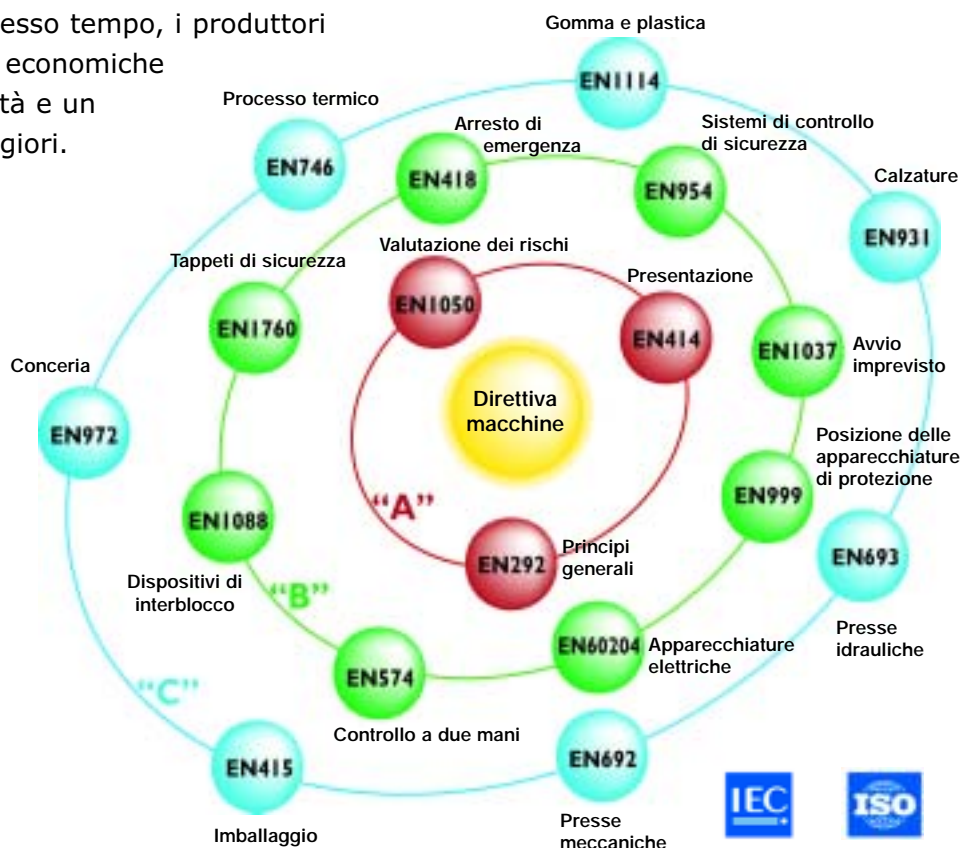 esso tempo, i produttori
economiche
tà e un
giori.
Gomma e plastica
EN1114
Processo termico
EN746
Arresto di
emergenza
EN418
Sistemi di controllo
di sicurezza
EN954
Calzature
EN931
Tappeti di sicurezza
EN1760
Valutazione dei rischi
EN1050
Presentazione
EN414
EN1037
Avvio
imprevisto
Conceria
EN972
Direttiva
macchine
Posizione delle
apparecchiature
di protezione
EN999
EN1088
Dispositivi di
interblocco
"A"
EN292
Principi
generali
EN693
Presse
idrauliche
"B"
EN574
Controllo a due mani
EN60204
Apparecchiature
elettriche
"C"
EN415
Imballaggio
EN692
Presse
meccaniche
IEC
ISO